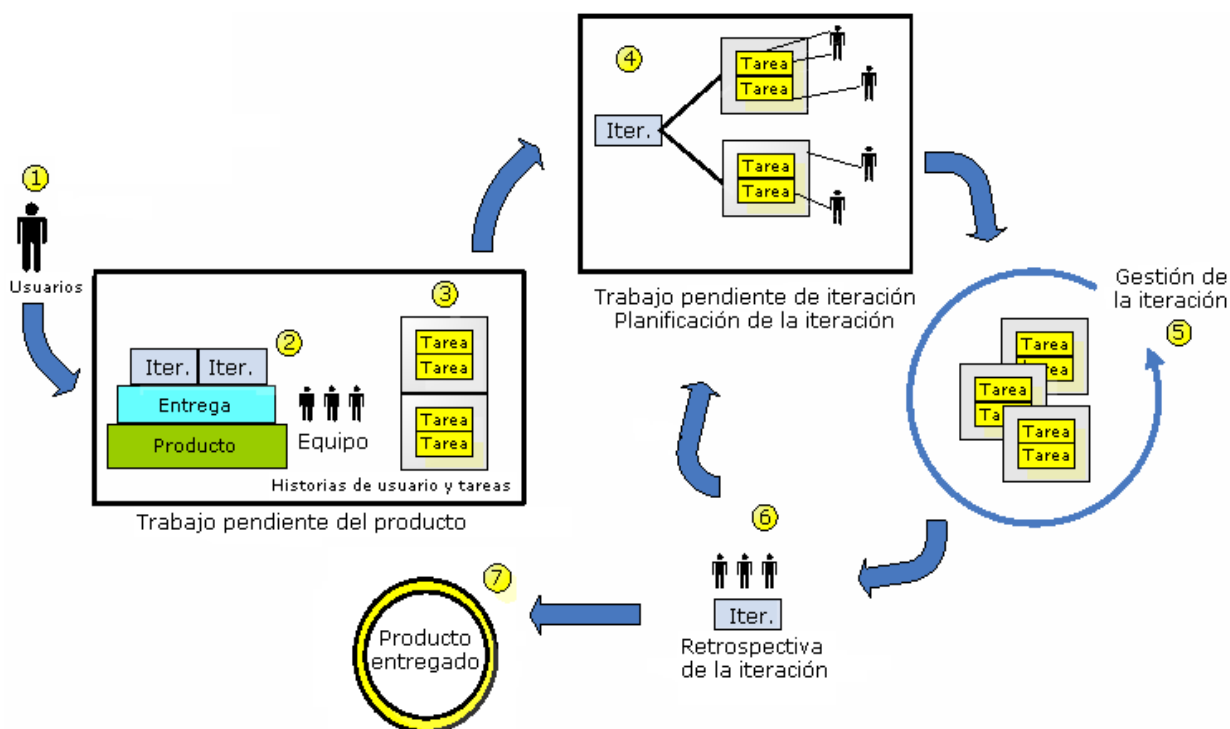 1
Usuarios
2
Iter. Iter.
Entrega
Producto
Equipo
3
Tarea
Tarea
Tarea
Tarea
Historias de usuario y tareas
Trabajo pendiente del producto
4
Iter.
Tarea
Tarea
Tarea
Tarea
Trabajo pendiente de iteración
Planificación de la iteración
Gestión de
la iteración
5
Tarea
Tarea
Tarea
Tarea
Tarea
6
Iter.
Retrospectiva
de la iteración
7
Producto
entregado